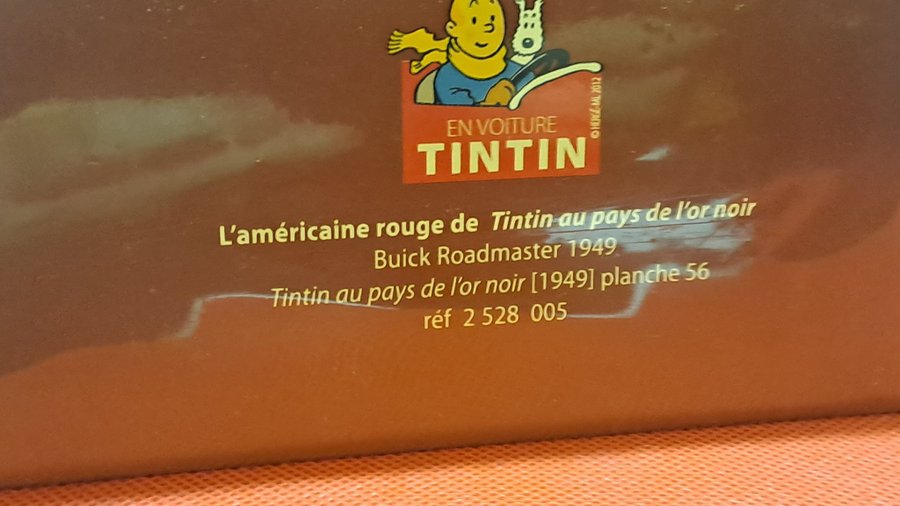 © HERGÉ-ML 2012
EN VOITURE
TINTIN
L'américaine rouge de Tintin au pays de l'or noir
Buick Roadmaster 1949
Tintin au pays de l'or noir [1949] planche 56
réf 2 528 005